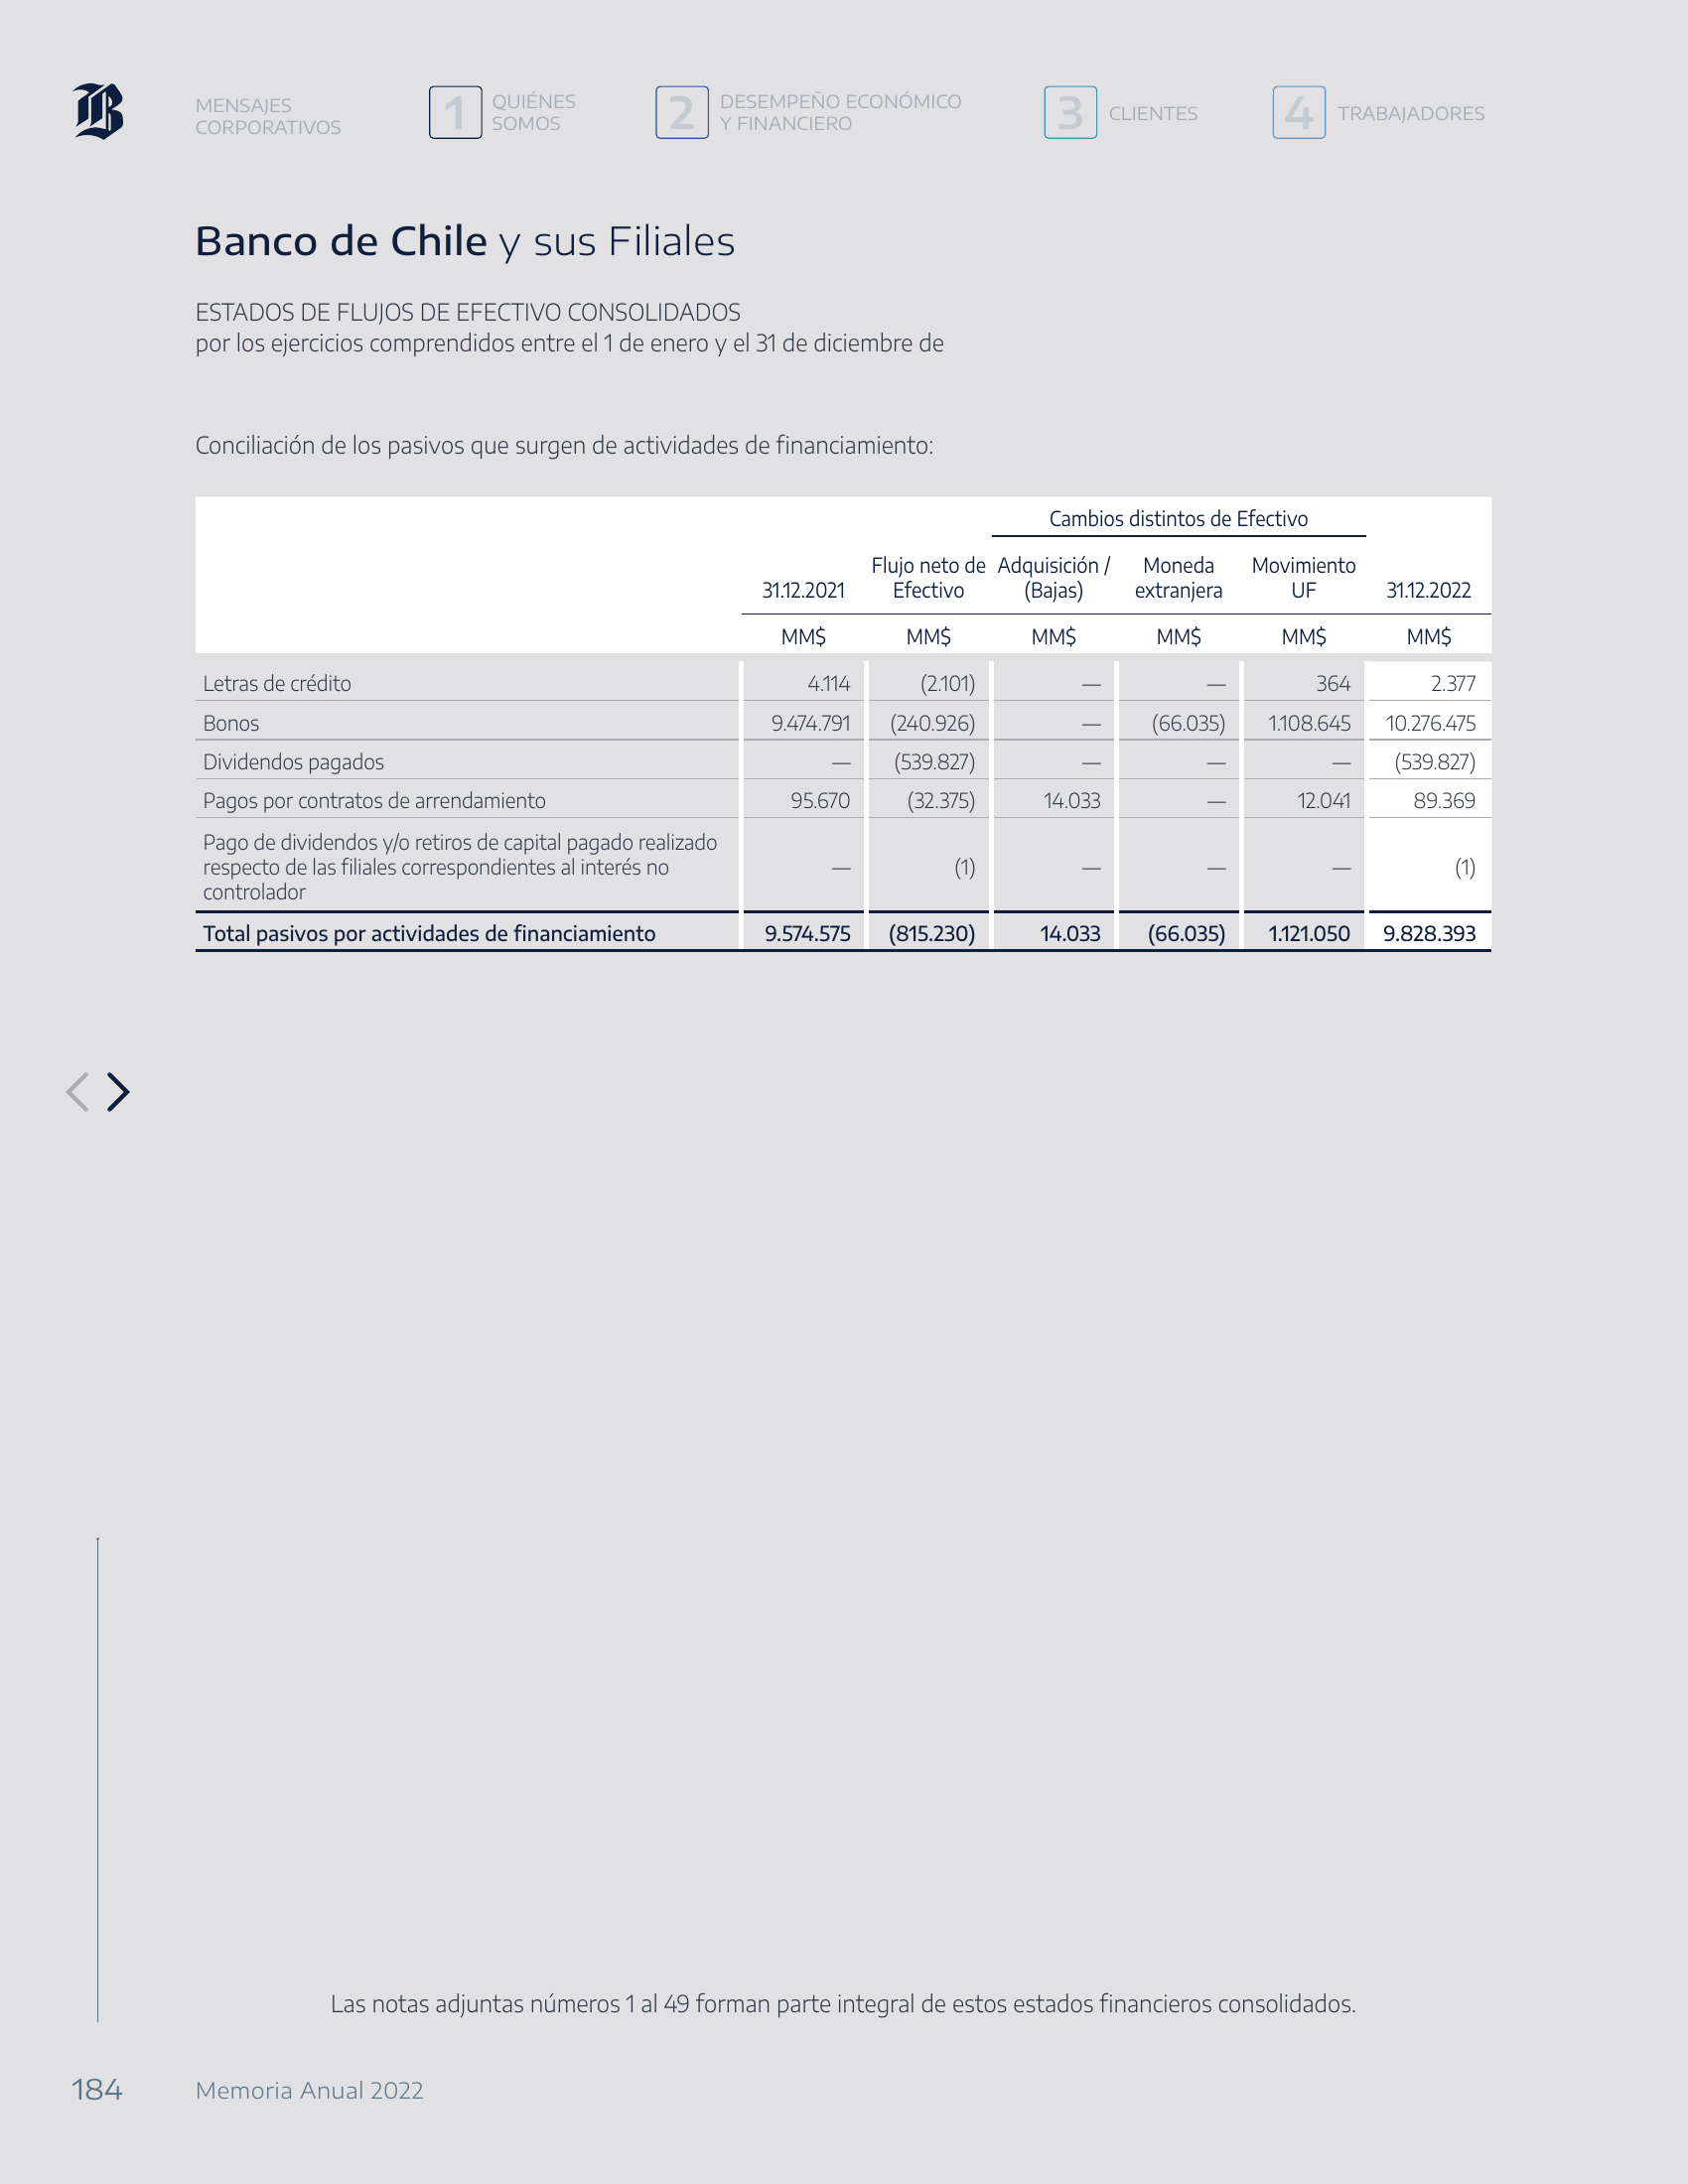 B
MENSAJES
CORPORATIVOS
1
QUIÉNES
SOMOS
2
DESEMPEÑO ECONÓMICO
Y FINANCIERO
3
CLIENTES
4
TRABAJADORES
Banco de Chile y sus Filiales
ESTADOS DE FLUJOS DE EFECTIVO CONSOLIDADOS
por los ejercicios comprendidos entre el 1 de enero y el 31 de diciembre de
Conciliación de los pasivos que surgen de actividades de financiamiento:
Cambios distintos de Efectivo
31.12.2021 Flujo neto de Efectivo Adquisición / (Bajas) Moneda extranjera Movimiento UF 31.12.2022
MM$ MM$ MM$ MM$ MM$ MM$
Letras de crédito 4.114 (2.101) — — 364 2.377
Bonos 9.474.791 (240.926) — (66.035) 1.108.645 10.276.475
Dividendos pagados — (539.827) — — — (539.827)
Pagos por contratos de arrendamiento 95.670 (32.375) 14.033 — 12.041 89.369
Pago de dividendos y/o retiros de capital pagado realizado
respecto de las filiales correspondientes al interés no
controlador — (1) — — — (1)
Total pasivos por actividades de financiamiento 9.574.575 (815.230) 14.033 (66.035) 1.121.050 9.828.393
Las notas adjuntas números 1 al 49 forman parte integral de estos estados financieros consolidados.
184 Memoria Anual 2022